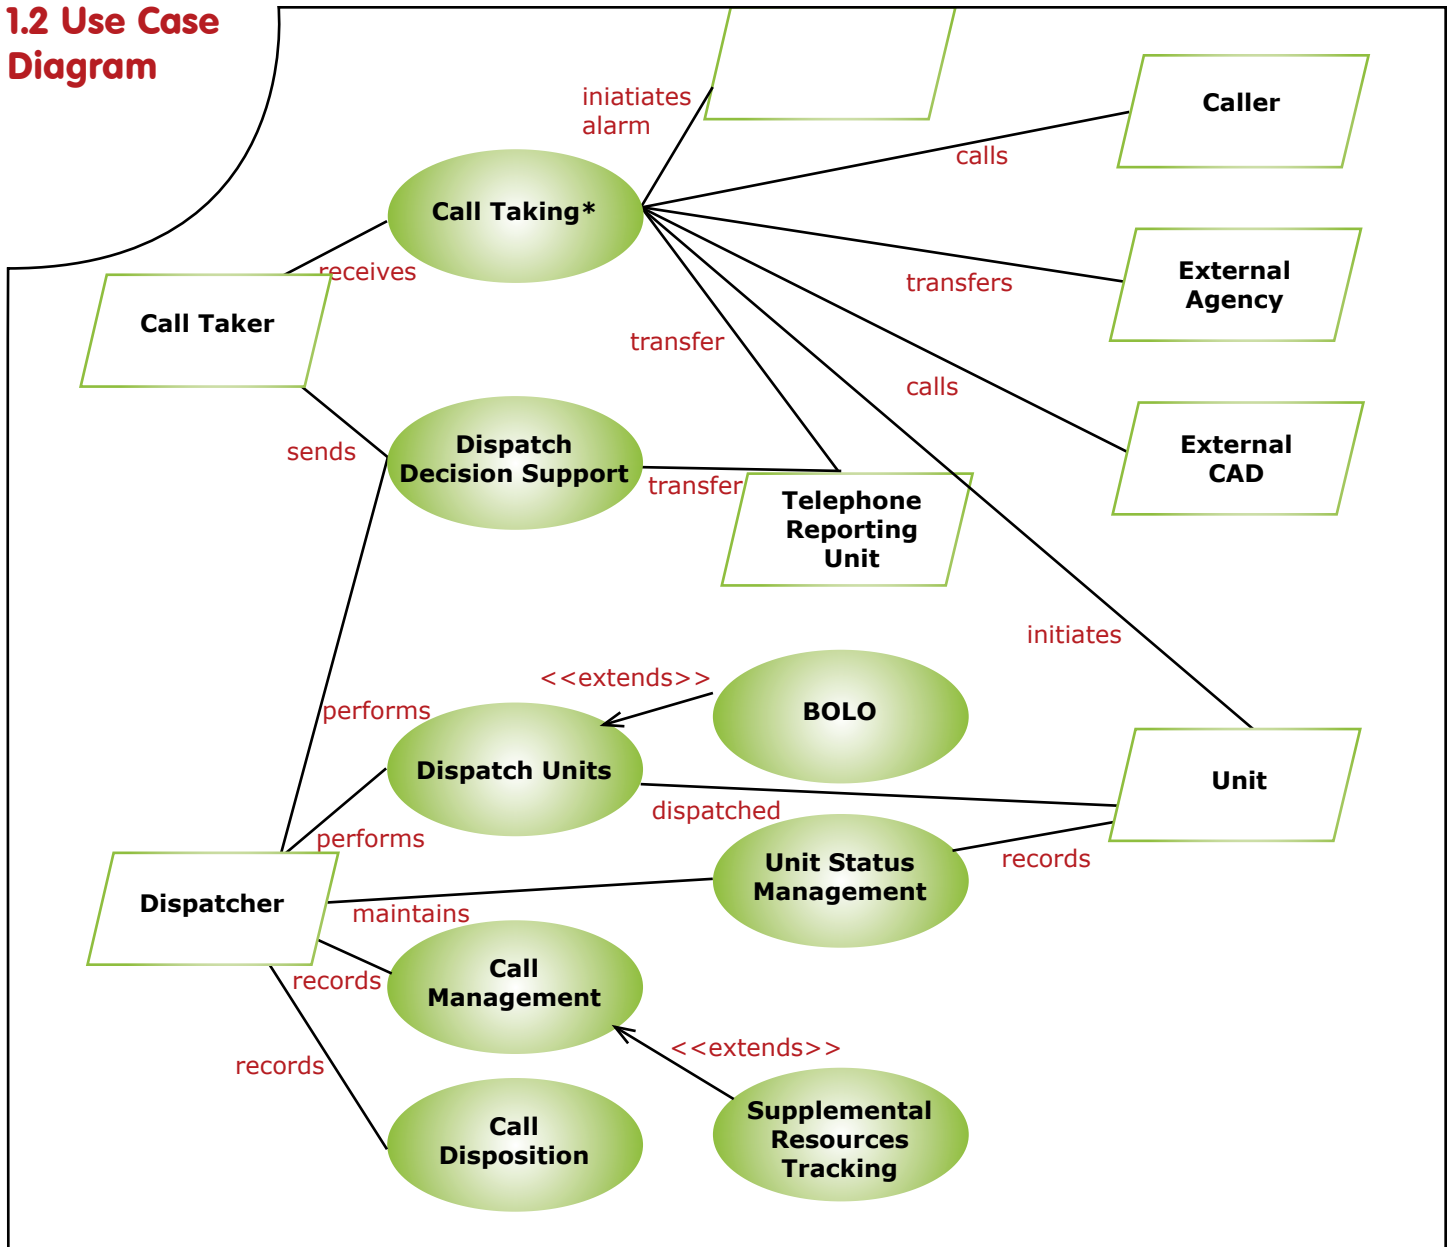 1.2 Use Case
Diagram
iniatiates
alarm
Caller
calls
Call Taking*
receives
External
Agency
transfers
Call Taker
transfer
calls
sends
Dispatch
Decision Support
transfer
External
CAD
Telephone
Reporting
Unit
initiates
<<extends>>
BOLO
performs
Dispatch Units
Unit
dispatched
performs
Unit Status
Management
records
Dispatcher
maintains
Call
Management
records
<<extends>>
records
Supplemental
Resources
Tracking
Call
Disposition